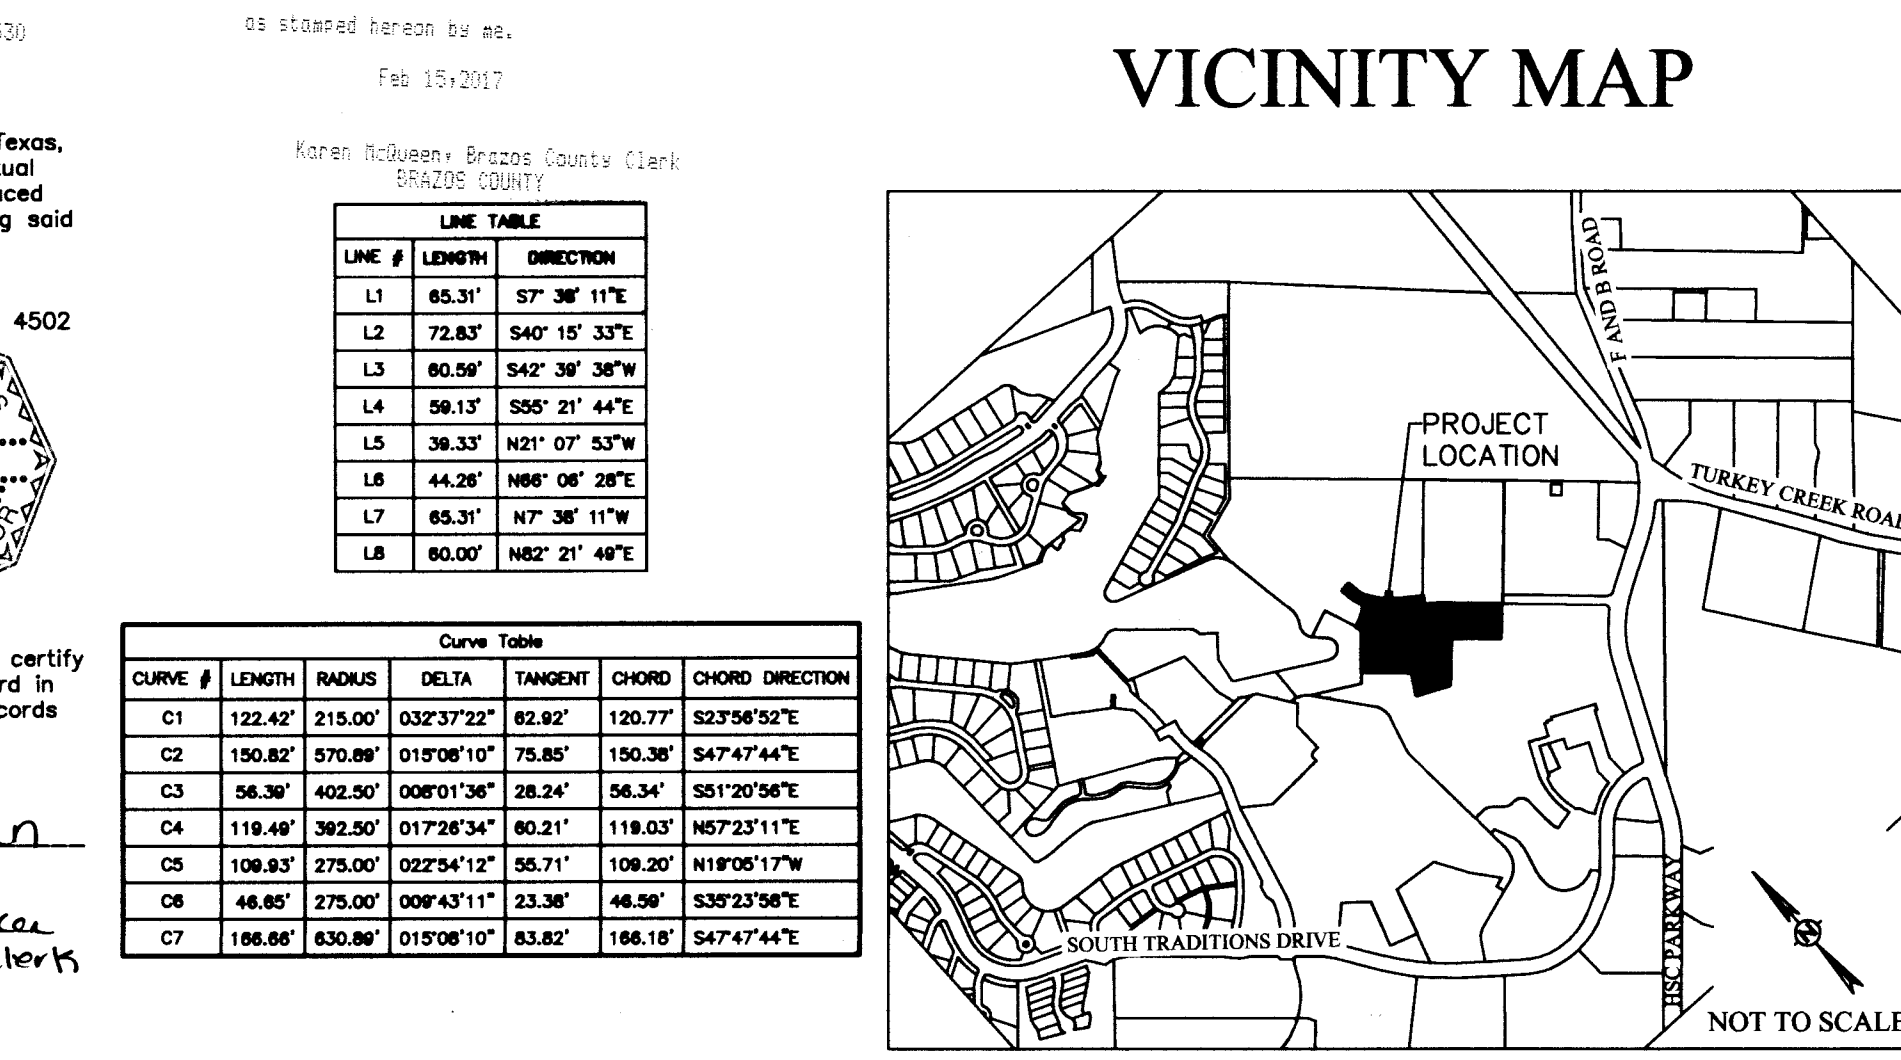 as stamped hereon by me.
Feb 15,2017
Karen McQueen, Brazos County Clerk
BRAZOS COUNTY
Texas,
said
4502
certify
in
LINE TABLE
LINE # LENGTH DIRECTION
L1 65.31' S7° 38' 11"E
L2 72.83' S40° 15' 33"E
L3 60.59' S42° 39' 38"W
L4 59.13' S55° 21' 44"E
L5 39.33' N21° 07' 53"W
L6 44.26' N66° 06' 28"E
L7 65.31' N7° 38' 11"W
L8 60.00' N82° 21' 49"E
Curve Table
CURVE # LENGTH RADIUS DELTA TANGENT CHORD CHORD DIRECTION
C1 122.42' 215.00' 032°37'22" 62.92' 120.77' S23°56'52"E
C2 150.82' 570.89' 015°08'10" 75.85' 150.38' S47°47'44"E
C3 56.39' 402.50' 008°01'36" 28.24' 56.34' S51°20'56"E
C4 119.49' 392.50' 017°26'34" 60.21' 119.03' N57°23'11"E
C5 109.93' 275.00' 022°54'12" 55.71' 109.20' N19°05'17"W
C6 46.65' 275.00' 009°43'11" 23.38' 46.59' S35°23'58"E
C7 166.66' 630.89' 015°08'10" 83.82' 166.18' S47°47'44"E
VICINITY MAP
F AND B ROAD
PROJECT
LOCATION
TURKEY CREEK ROAD
SOUTH TRADITIONS DRIVE
HSC PARKWAY
N
NOT TO SCALE